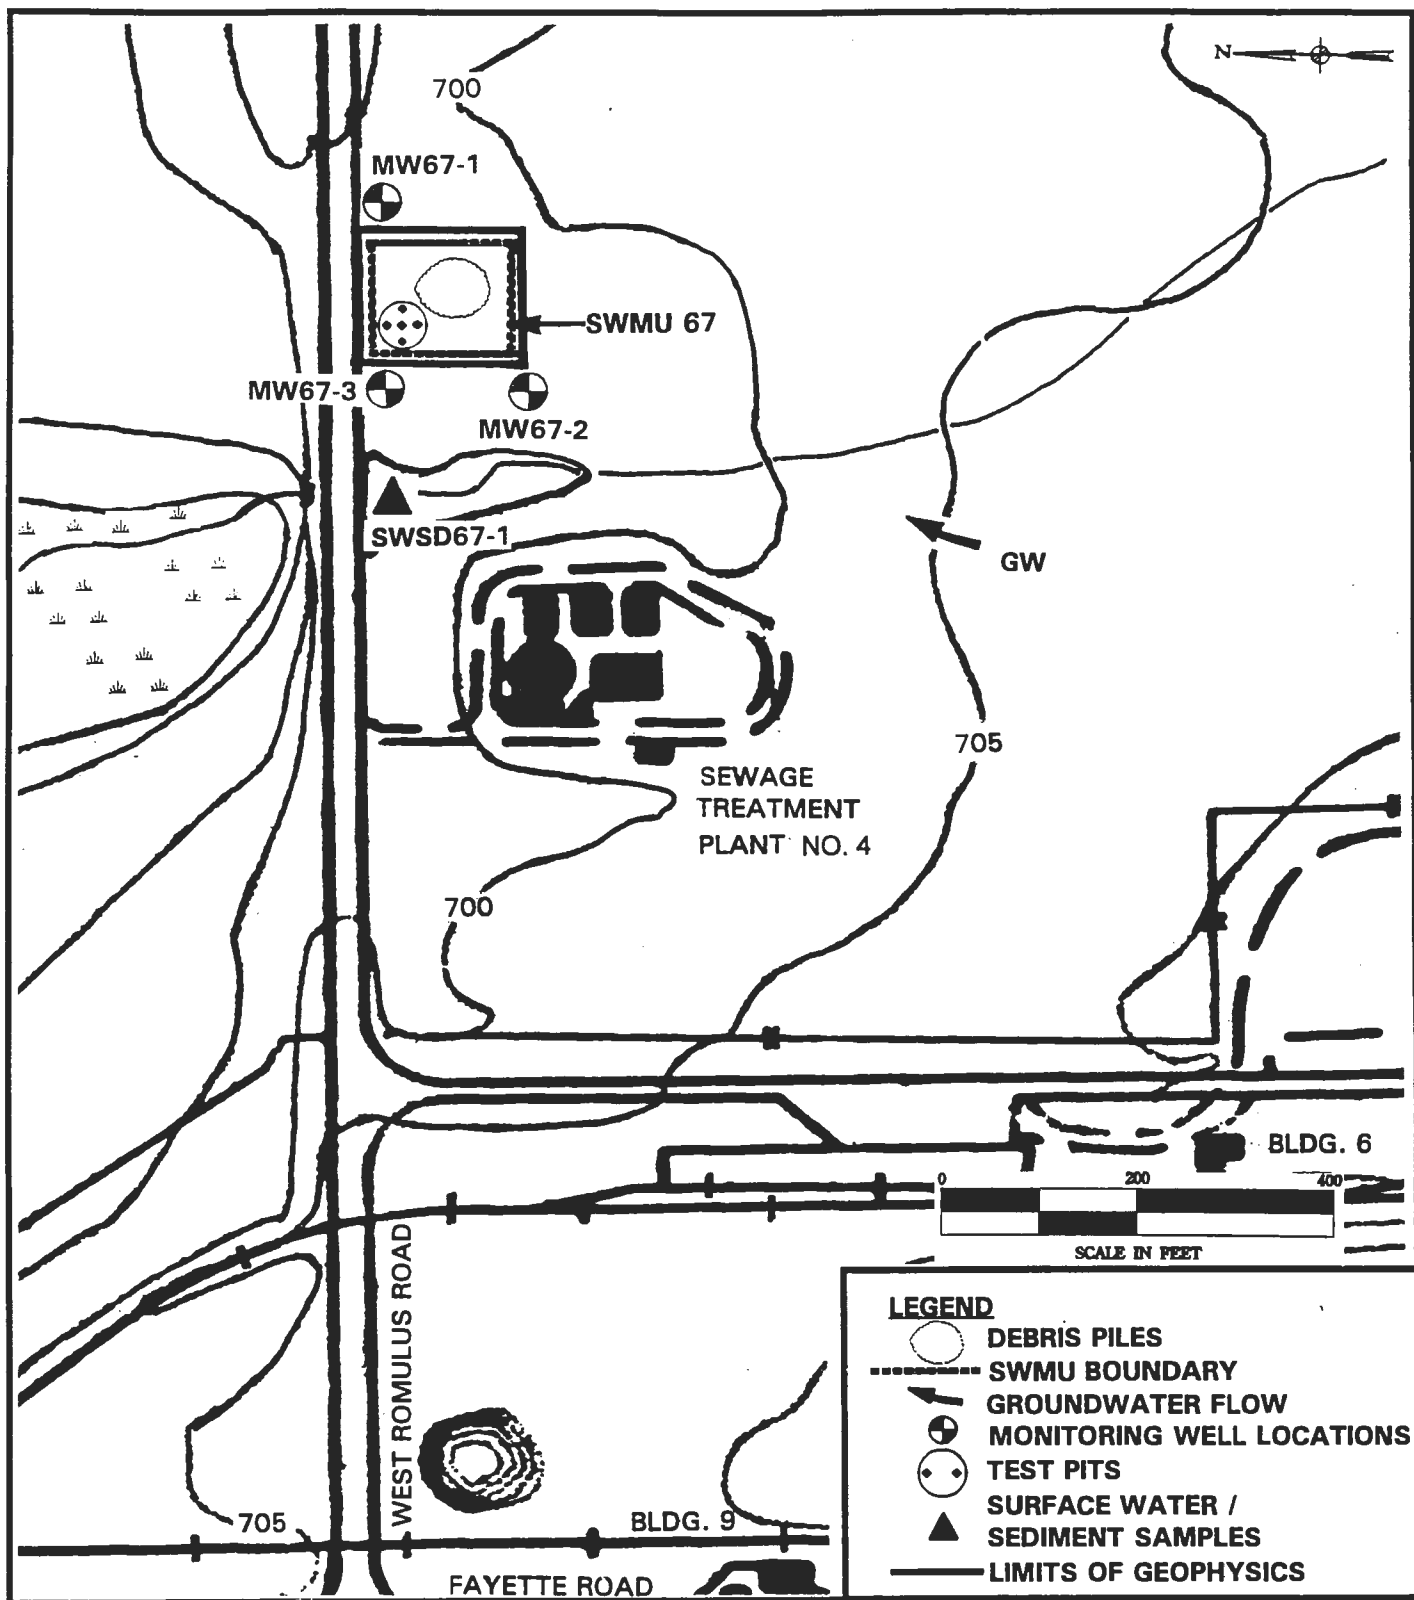 N
700
MW67-1
SWMU 67
MW67-3
MW67-2
SWSD67-1
GW
705
SEWAGE
TREATMENT
PLANT NO. 4
700
BLDG. 6
0 200 400
SCALE IN FEET
WEST ROMULUS ROAD
LEGEND
DEBRIS PILES
SWMU BOUNDARY
GROUNDWATER FLOW
MONITORING WELL LOCATIONS
TEST PITS
SURFACE WATER /
SEDIMENT SAMPLES
LIMITS OF GEOPHYSICS
705
BLDG. 9
FAYETTE ROAD